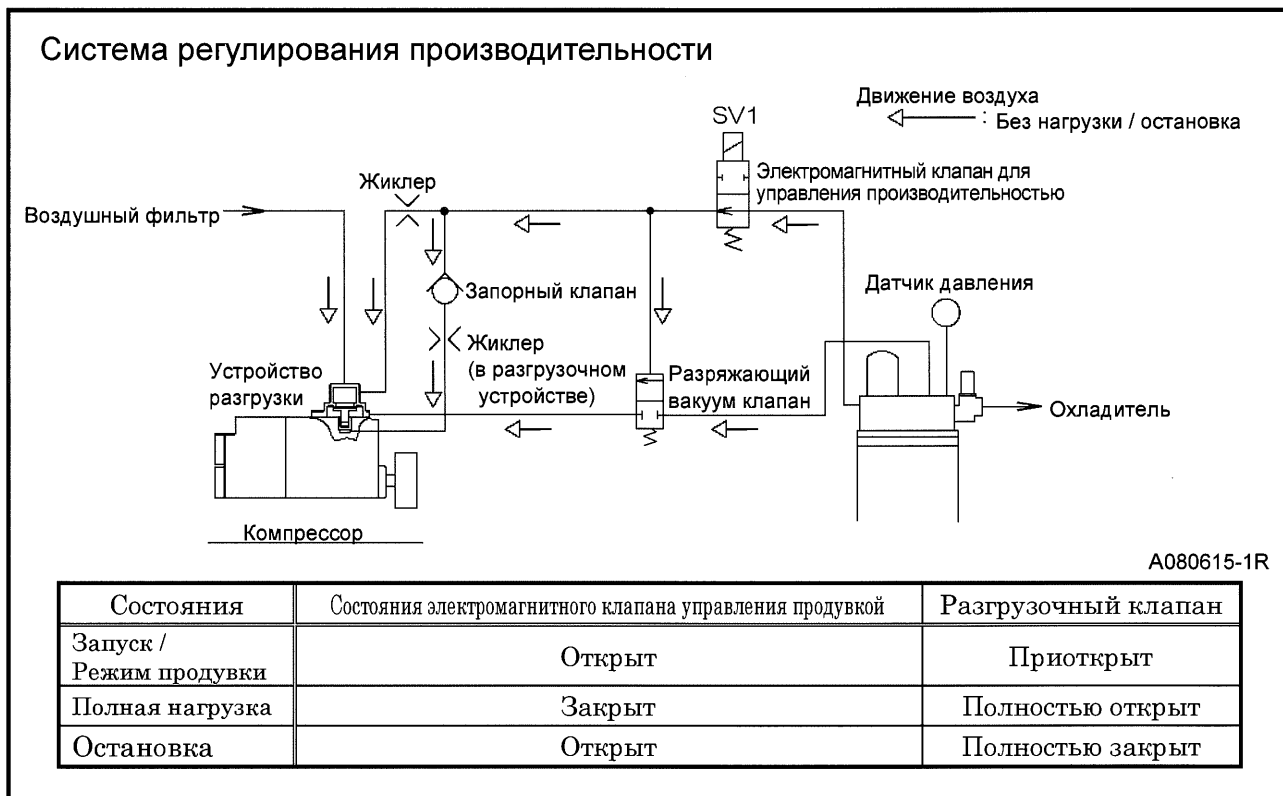 Система регулирования производительности
Движение воздуха
: Без нагрузки / остановка
SV1
Электромагнитный клапан для
управления производительностью
Жиклер
Воздушный фильтр
Запорный клапан
Датчик давления
Жиклер
(в разгрузочном
устройстве)
Устройство
разгрузки
Разряжающий
вакуум клапан
Охладитель
Компрессор
A080615-1R
Состояния Состояния электромагнитного клапана управления продувкой Разгрузочный клапан
Запуск /
Режим продувки Открыт Приоткрыт
Полная нагрузка Закрыт Полностью открыт
Остановка Открыт Полностью закрыт